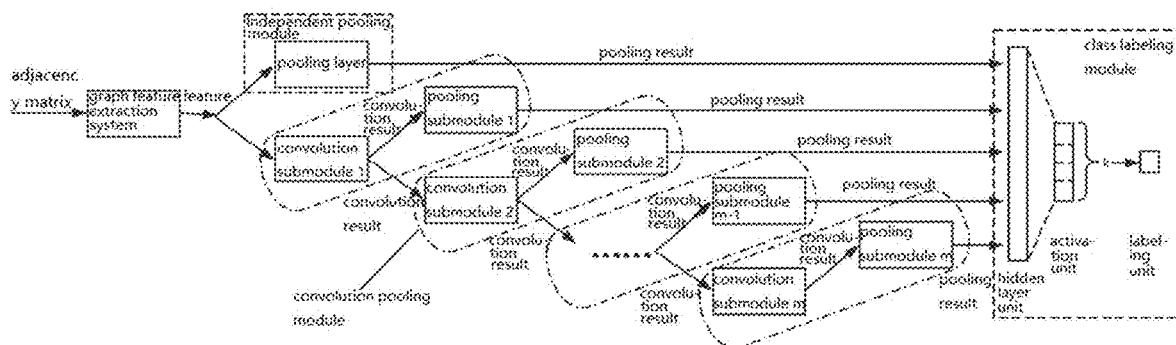 independent pooling
module
pooling layer
pooling result
class labeling
module
adjacenc
y matrix
graph feature
extraction
system
feature
convolu-
tion
result
pooling
submodule 1
pooling result
convolution
submodule 1
convolu-
tion
result
pooling
submodule 2
pooling result
convolution
result
convolution
submodule 2
convolu-
tion
result
convolu-
tion
result
pooling
submodule
m-1
pooling result
convolution pooling
module
convolu-
tion
result
convolution
submodule m
convolu-
tion
result
pooling
submodule m
pooling
result
hidden
layer
unit
activa-
tion
unit
label-
ing
unit